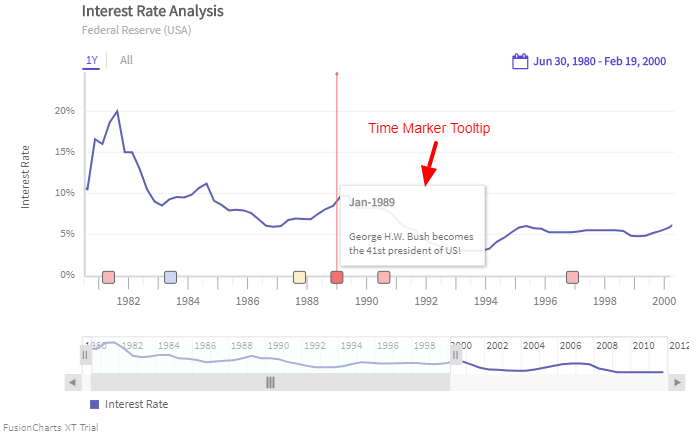 Interest Rate Analysis
Federal Reserve (USA)
1Y
All
Jun 30, 1980 - Feb 19, 2000
Time Marker Tooltip
Interest Rate
20%
15%
10%
5%
0%
Jan-1989
George H.W. Bush becomes
the 41st president of US!
1982 1984 1986 1988 1990 1992 1994 1996 1998 2000
1980 1982 1984 1986 1988 1990 1992 1994 1996 1998 2000 2002 2004 2006 2008 2010 2012
Interest Rate
FusionCharts XT Trial